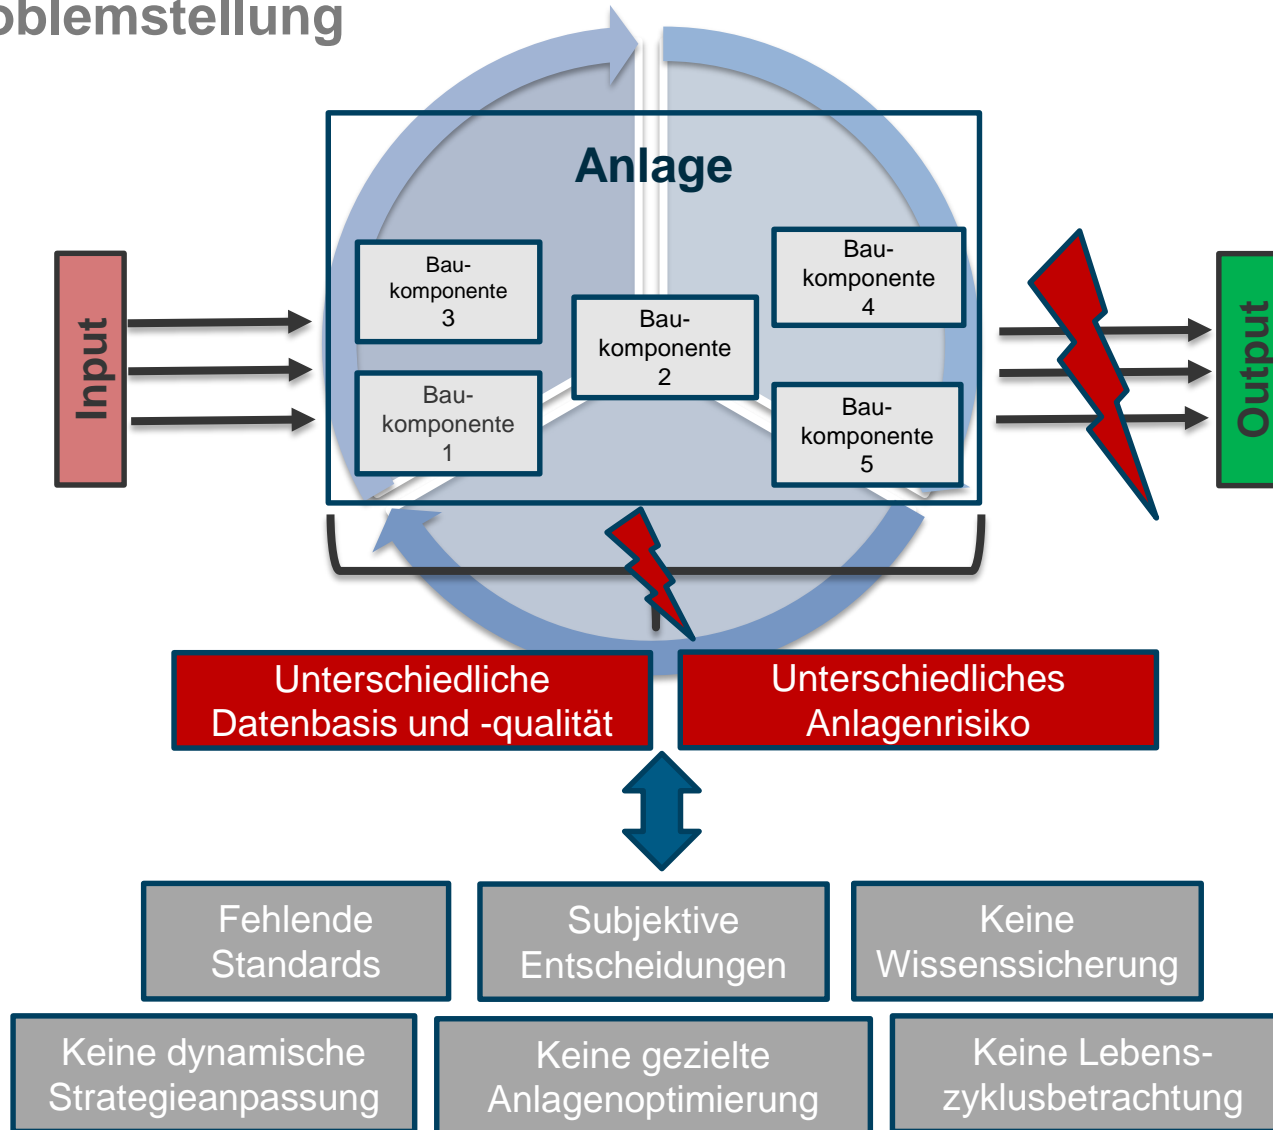 oblemstellung
Anlage
Bau-
komponente
3
Bau-
komponente
4
Bau-
komponente
2
Input
Output
Bau-
komponente
1
Bau-
komponente
5
Unterschiedliche
Datenbasis und -qualität
Unterschiedliches
Anlagenrisiko
Fehlende
Standards
Subjektive
Entscheidungen
Keine
Wissenssicherung
Keine dynamische
Strategieanpassung
Keine gezielte
Anlagenoptimierung
Keine Lebens-
zyklusbetrachtung